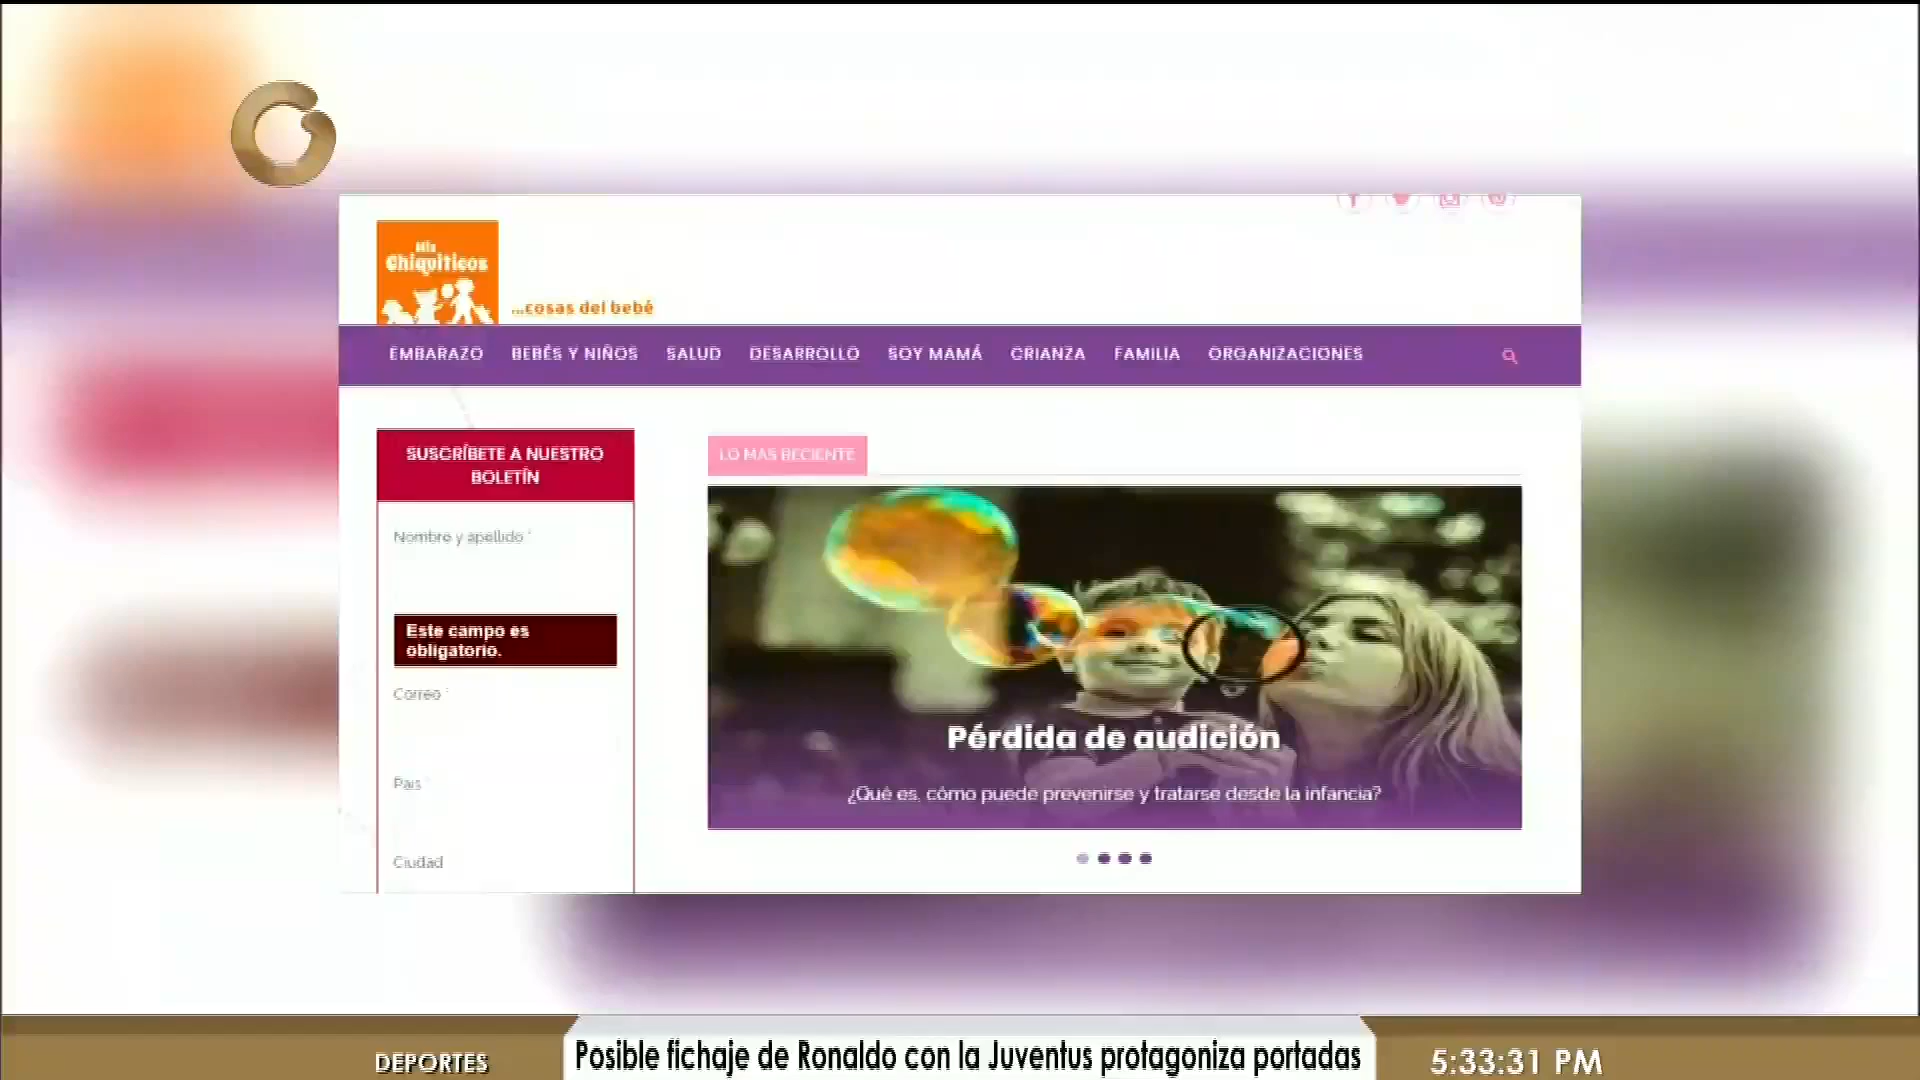 Mis
Chiquiticos
...cosas del bebé
EMBARAZO BEBÉS Y NIÑOS SALUD DESARROLLO SOY MAMÁ CRIANZA FAMILIA ORGANIZACIONES
SUSCRÍBETE A NUESTRO
BOLETÍN
Nombre y apellido *
Este campo es
obligatorio.
Correo *
País *
Ciudad
LO MAS RECIENTE
Pérdida de audición
¿Qué es, cómo puede prevenirse y tratarse desde la infancia?
DEPORTES
Posible fichaje de Ronaldo con la Juventus protagoniza portadas
5:33:31 PM